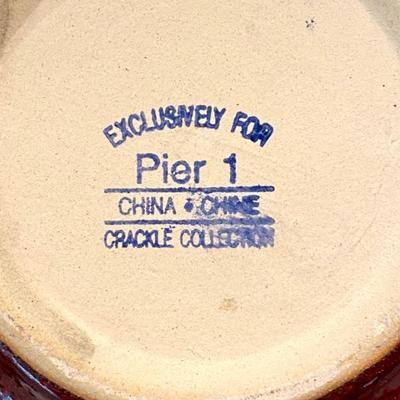 EXCLUSIVELY FOR
Pier 1
CHINA • CHINE
CRACKLE COLLECTION